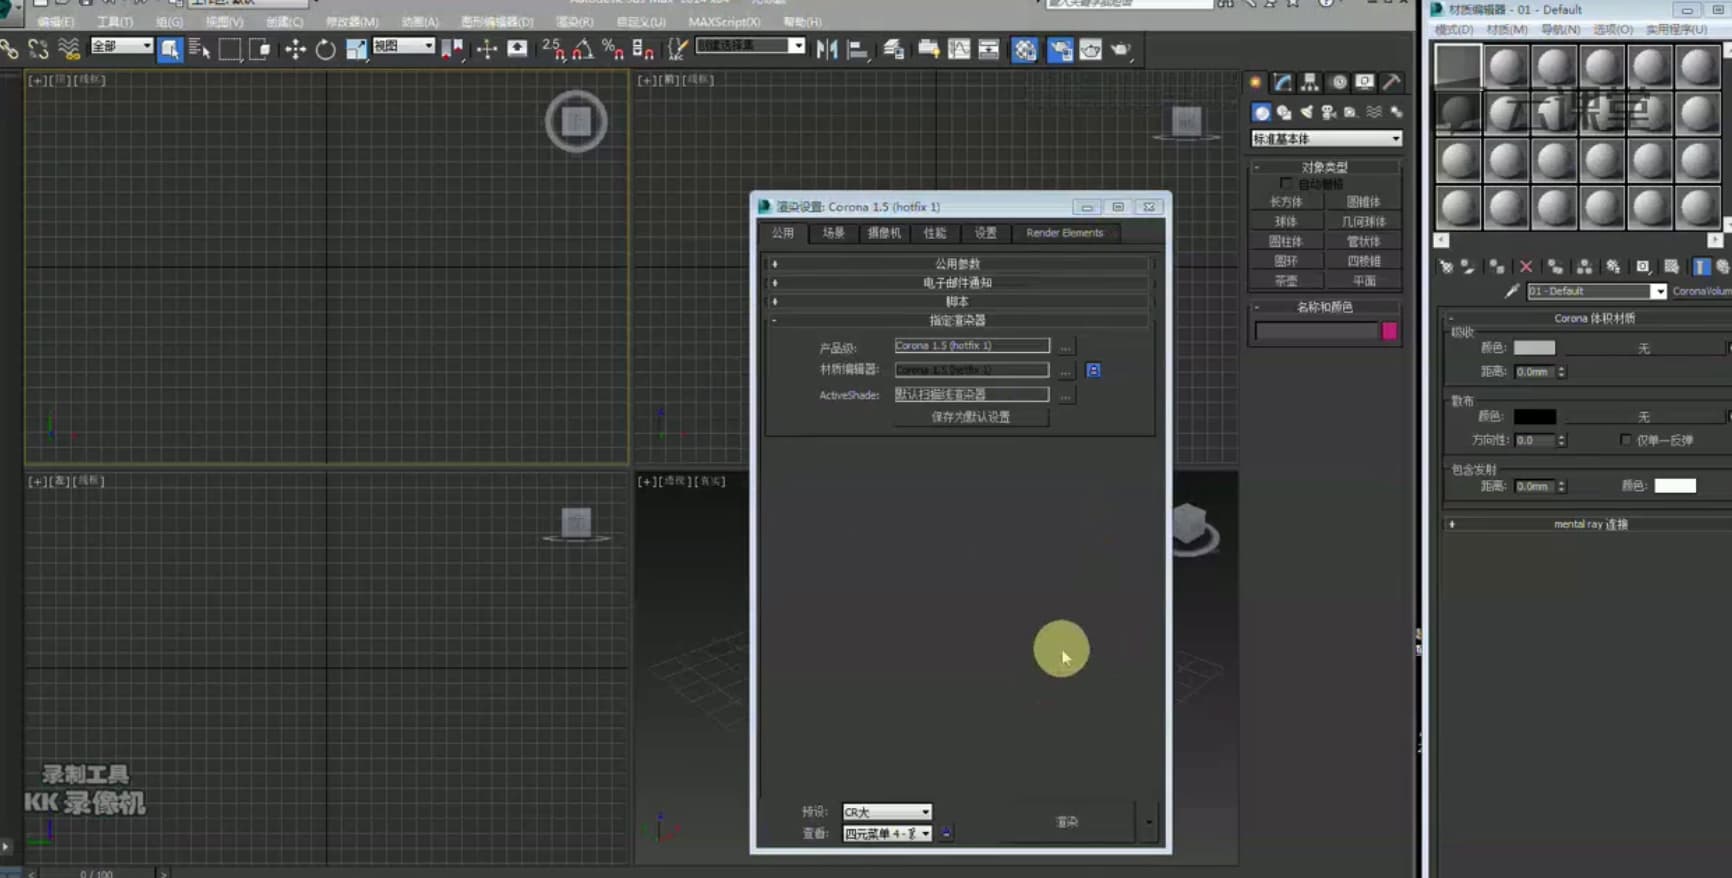 编辑(E) 工具(T) 组(G) 视图(V) 创建(C) 修改器(M) 动画(A) 图形编辑器(D) 渲染(R) 自定义(U) MAXScript(X) 帮助(H)
全部
视图
2.5
创建选择集
[+][顶][线框]
[+][前][线框]
[+][左][线框]
[+][透视][真实]
渲染设置: Corona 1.5 (hotfix 1)
公用 场景 摄像机 性能 设置 Render Elements
+ 公用参数
+ 电子邮件通知
+ 脚本
- 指定渲染器
产品级: Corona 1.5 (hotfix 1) ...
材质编辑器: Corona 1.5 (hotfix 1) ...
ActiveShade: 默认扫描线渲染器 ...
保存为默认设置
预设: CR大
查看: 四元菜单 4 -
渲染
标准基本体
- 对象类型
自动栅格
长方体 圆锥体
球体 几何球体
圆柱体 管状体
圆环 四棱锥
茶壶 平面
- 名称和颜色
材质编辑器 - 01 - Default
模式(D) 材质(M) 导航(N) 选项(O) 实用程序(U)
云课堂
01 - Default
CoronaVolum
- Corona 体积材质
吸收
颜色: 无
距离: 0.0mm
散布
颜色: 无
方向性: 0.0 仅单一反弹
包含发射
距离: 0.0mm 颜色:
+ mental ray 连接
录制工具
KK 录像机
0 / 100